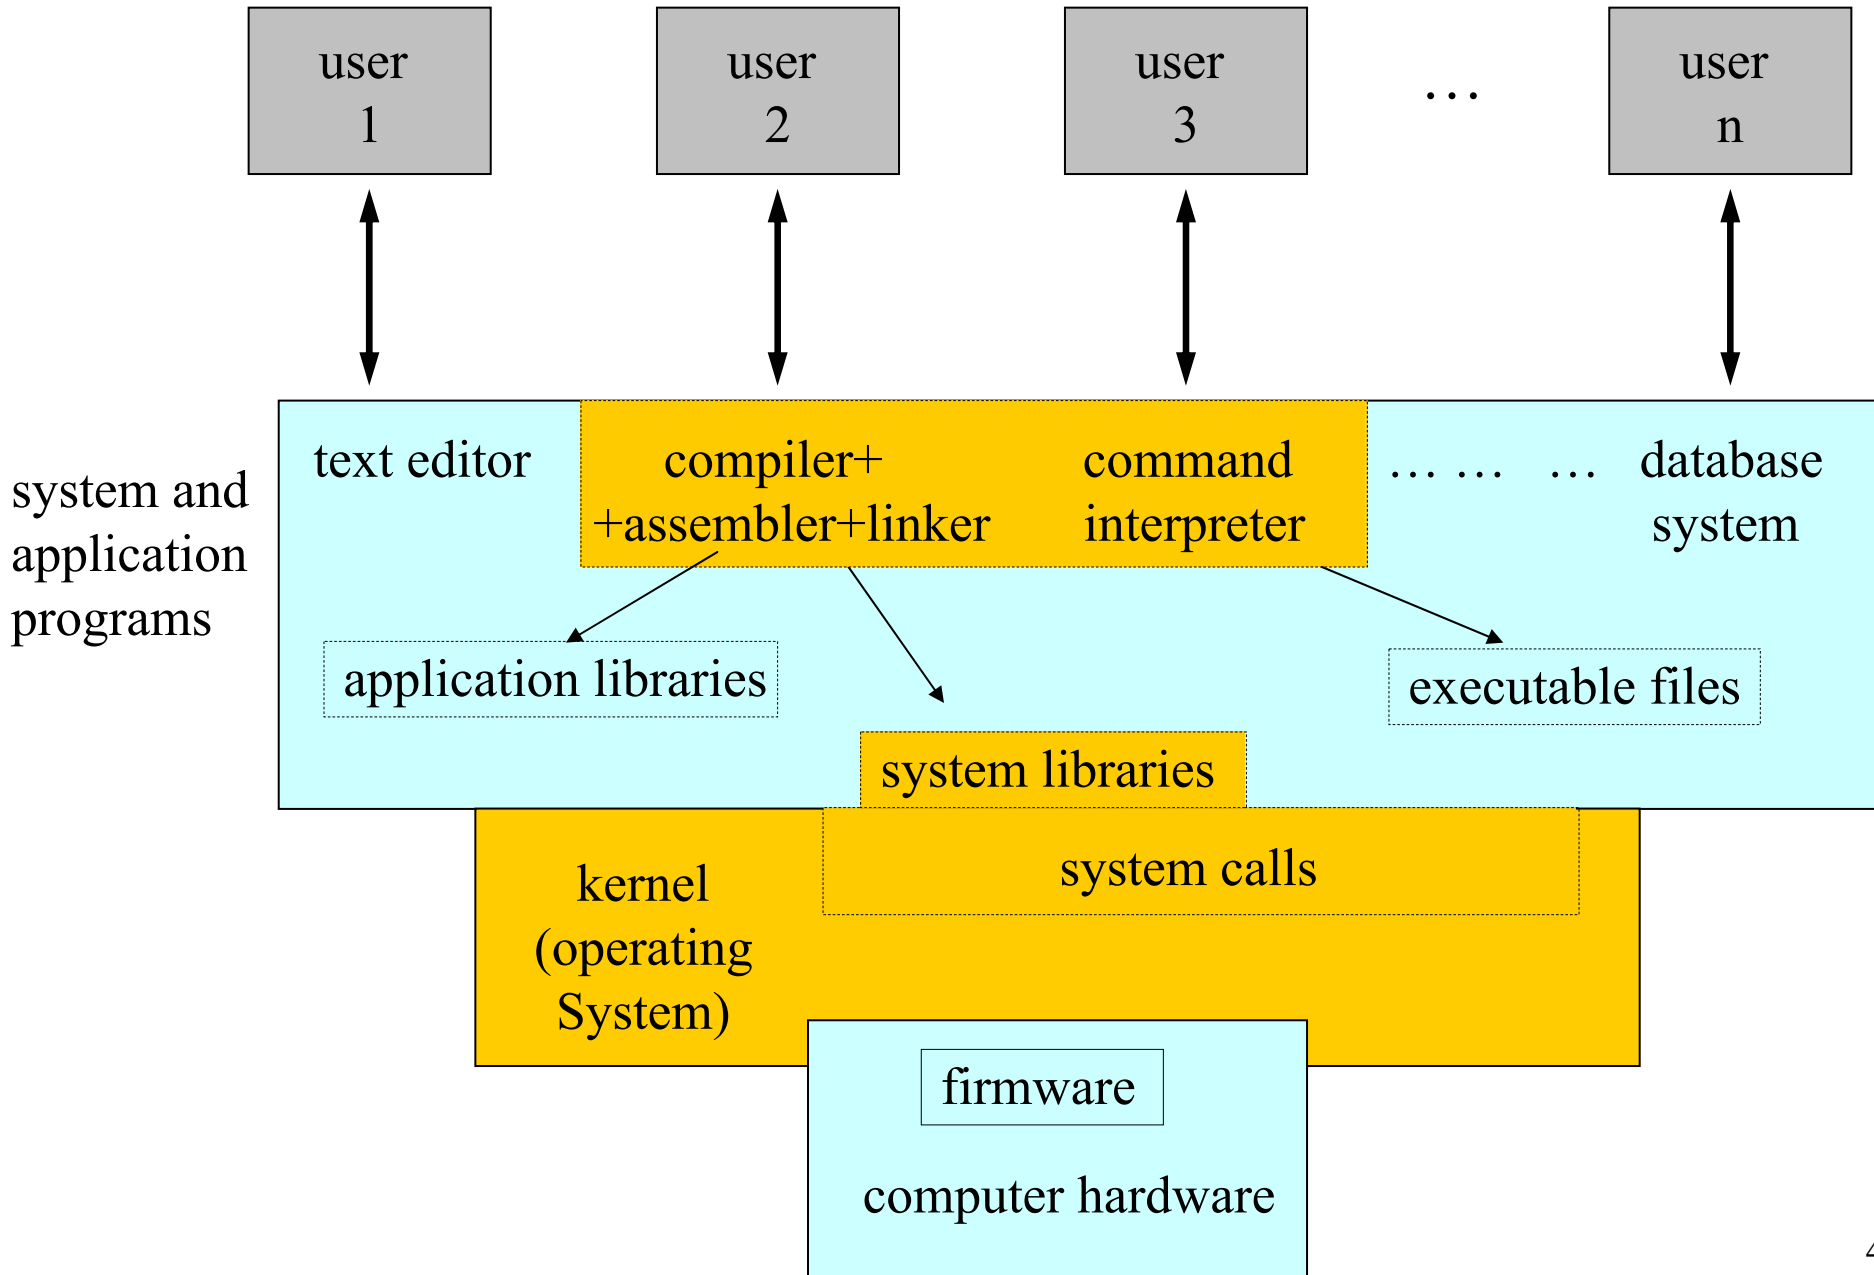 user
1
user
2
user
3
…
user
n
system and
application
programs
text editor
compiler+
+assembler+linker
command
interpreter
… … …
database
system
application libraries
executable files
system libraries
system calls
kernel
(operating
System)
firmware
computer hardware
4